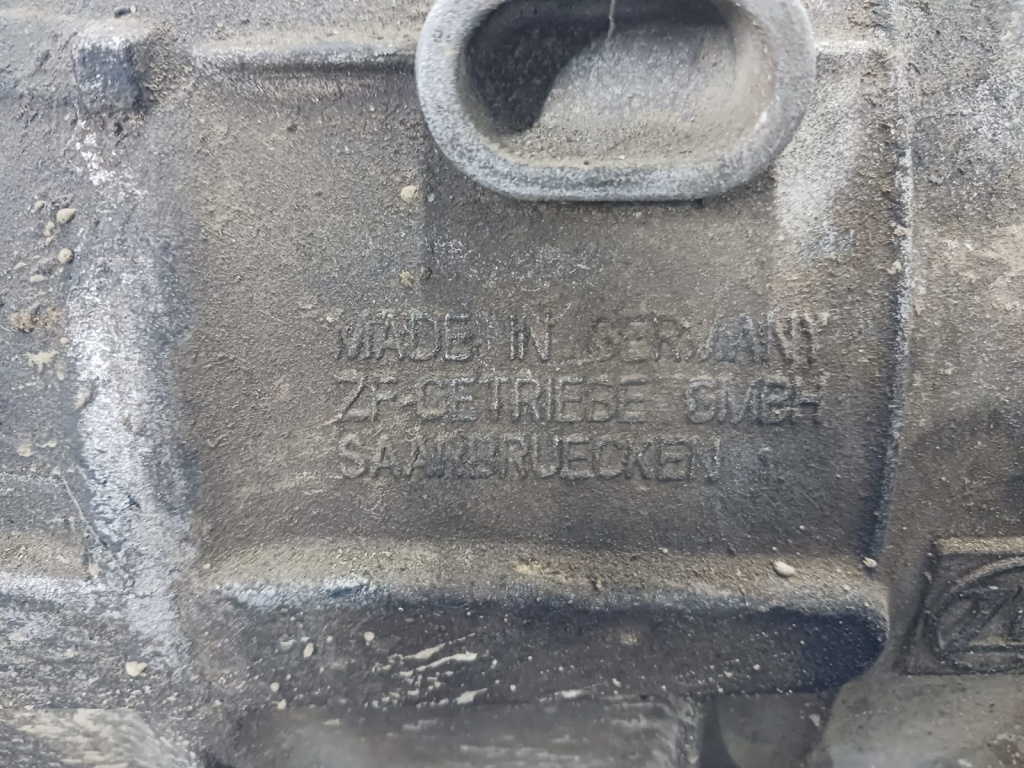 MADE IN GERMANY
ZF-GETRIEBE GMBH
SAARBRUECKEN